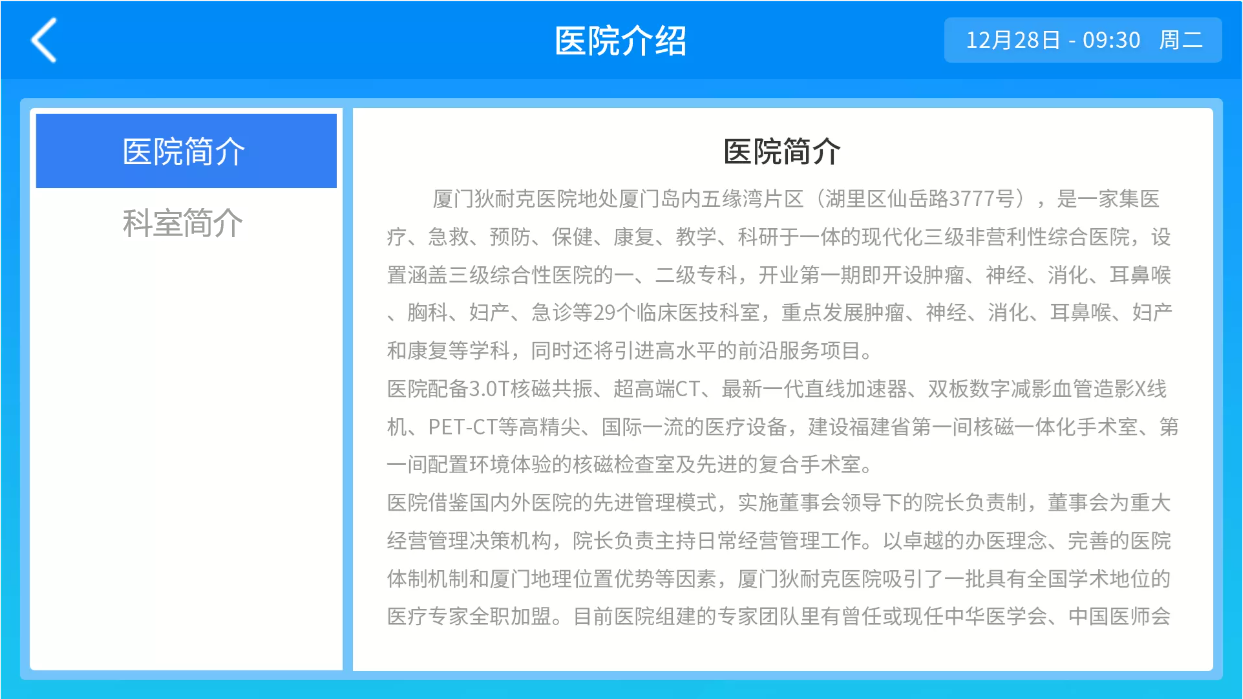 医院介绍
12月28日 - 09:30 周二
医院简介
科室简介
医院简介
厦门狄耐克医院地处厦门岛内五缘湾片区（湖里区仙岳路3777号），是一家集医
疗、急救、预防、保健、康复、教学、科研于一体的现代化三级非营利性综合医院，设
置涵盖三级综合性医院的一、二级专科，开业第一期即开设肿瘤、神经、消化、耳鼻喉
、胸科、妇产、急诊等29个临床医技科室，重点发展肿瘤、神经、消化、耳鼻喉、妇产
和康复等学科，同时还将引进高水平的前沿服务项目。
医院配备3.0T核磁共振、超高端CT、最新一代直线加速器、双板数字减影血管造影X线
机、PET-CT等高精尖、国际一流的医疗设备，建设福建省第一间核磁一体化手术室、第
一间配置环境体验的核磁检查室及先进的复合手术室。
医院借鉴国内外医院的先进管理模式，实施董事会领导下的院长负责制，董事会为重大
经营管理决策机构，院长负责主持日常经营管理工作。以卓越的办医理念、完善的医院
体制机制和厦门地理位置优势等因素，厦门狄耐克医院吸引了一批具有全国学术地位的
医疗专家全职加盟。目前医院组建的专家团队里有曾任或现任中华医学会、中国医师会